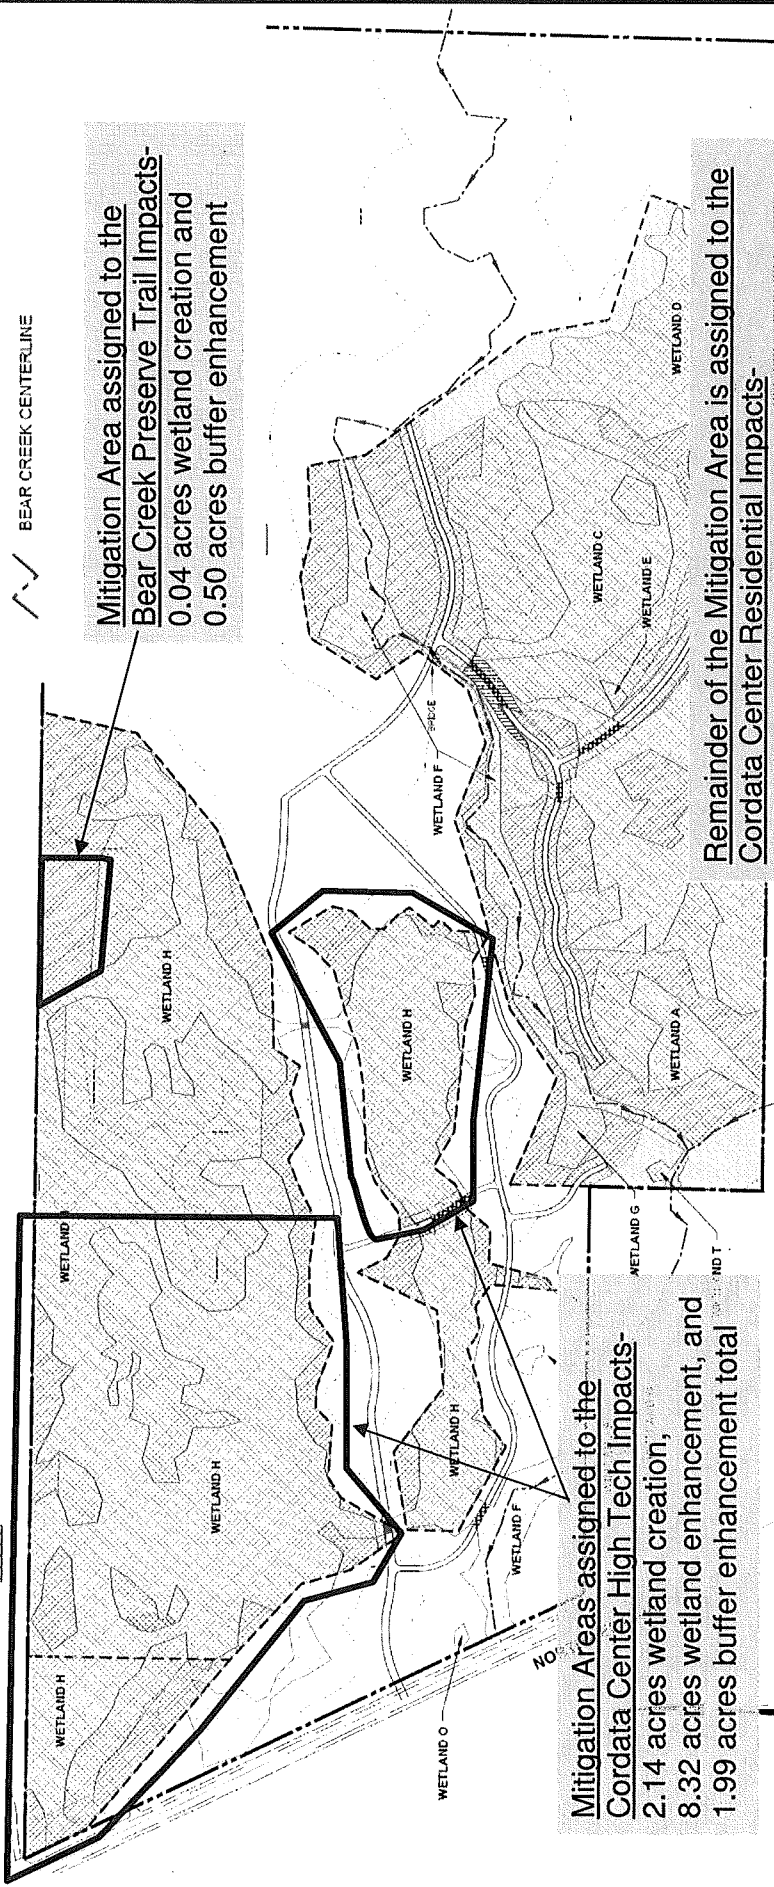 BEAR CREEK CENTERLINE
Mitigation Area assigned to the
Bear Creek Preserve Trail Impacts-
0.04 acres wetland creation and
0.50 acres buffer enhancement
WETLAND H
WETLAND H
WETLAND H
WETLAND H
WETLAND H
WETLAND F
WETLAND C
WETLAND E
WETLAND D
WETLAND A
WETLAND G
WETLAND F
WETLAND O
Mitigation Areas assigned to the
Cordata Center High Tech Impacts-
2.14 acres wetland creation,
8.32 acres wetland enhancement, and
1.99 acres buffer enhancement total
Remainder of the Mitigation Area is assigned to the
Cordata Center Residential Impacts-